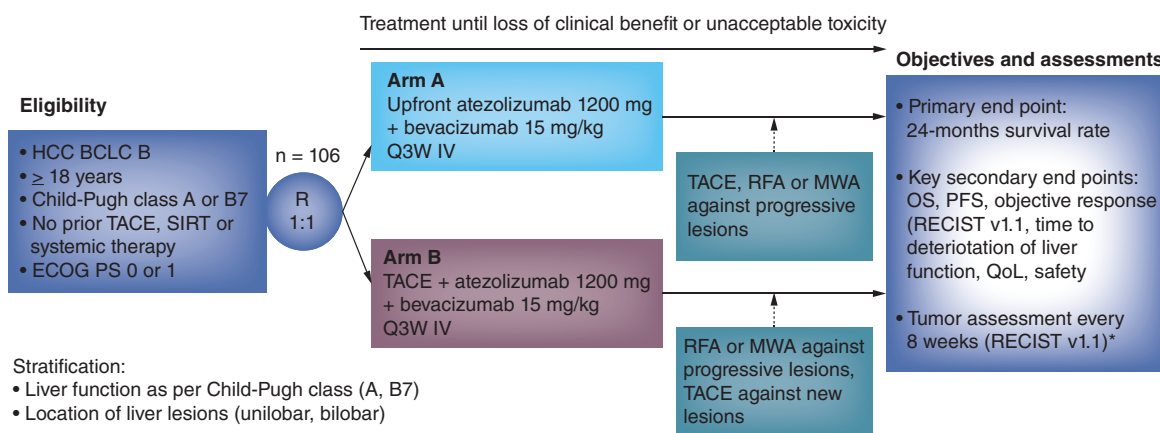 Treatment until loss of clinical benefit or unacceptable toxicity
Eligibility
• HCC BCLC B
• ≥ 18 years
• Child-Pugh class A or B7
• No prior TACE, SIRT or
systemic therapy
• ECOG PS 0 or 1
n = 106
R
1:1
Arm A
Upfront atezolizumab 1200 mg
+ bevacizumab 15 mg/kg
Q3W IV
TACE, RFA or MWA
against progressive
lesions
Arm B
TACE + atezolizumab 1200 mg
+ bevacizumab 15 mg/kg
Q3W IV
RFA or MWA against
progressive lesions,
TACE against new
lesions
Objectives and assessments
• Primary end point:
24-months survival rate
• Key secondary end points:
OS, PFS, objective response
(RECIST v1.1, time to
deteriotation of liver
function, QoL, safety
• Tumor assessment every
8 weeks (RECIST v1.1)*
Stratification:
• Liver function as per Child-Pugh class (A, B7)
• Location of liver lesions (unilobar, bilobar)